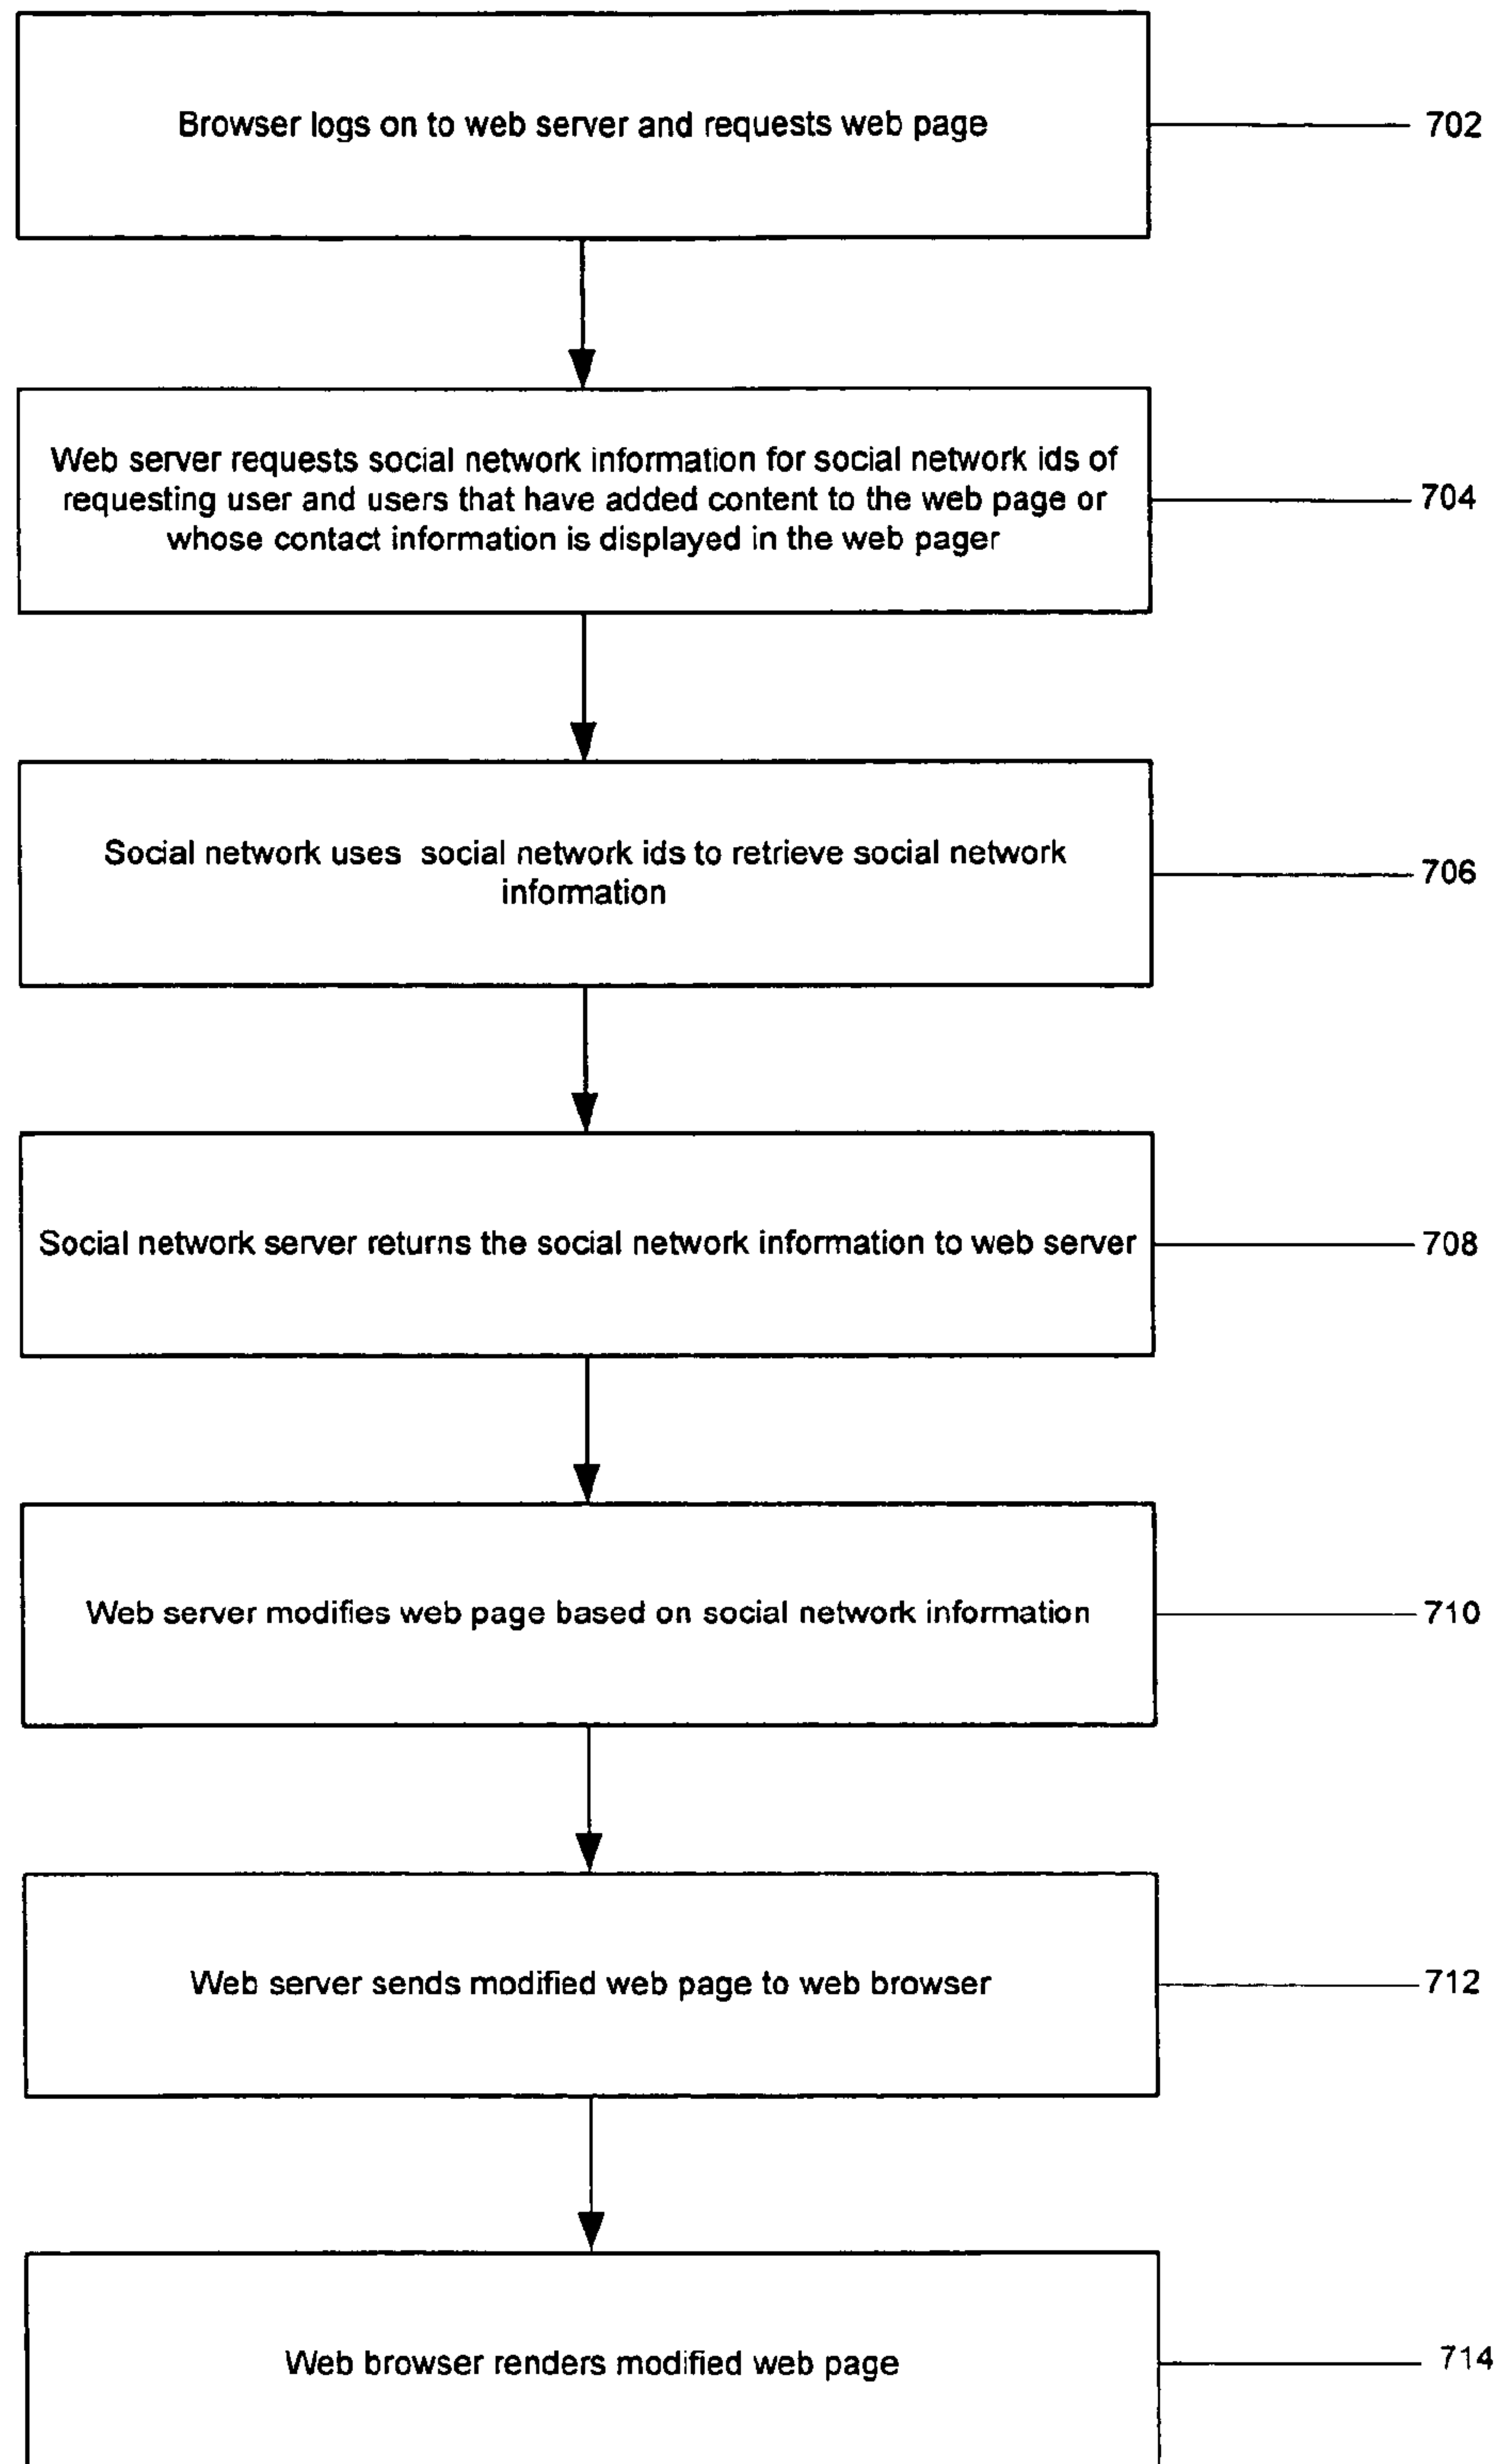 Browser logs on to web server and requests web page
702
Web server requests social network information for social network ids of
requesting user and users that have added content to the web page or
whose contact information is displayed in the web pager
704
Social network uses social network ids to retrieve social network
information
706
Social network server returns the social network information to web server
708
Web server modifies web page based on social network information
710
Web server sends modified web page to web browser
712
Web browser renders modified web page
714